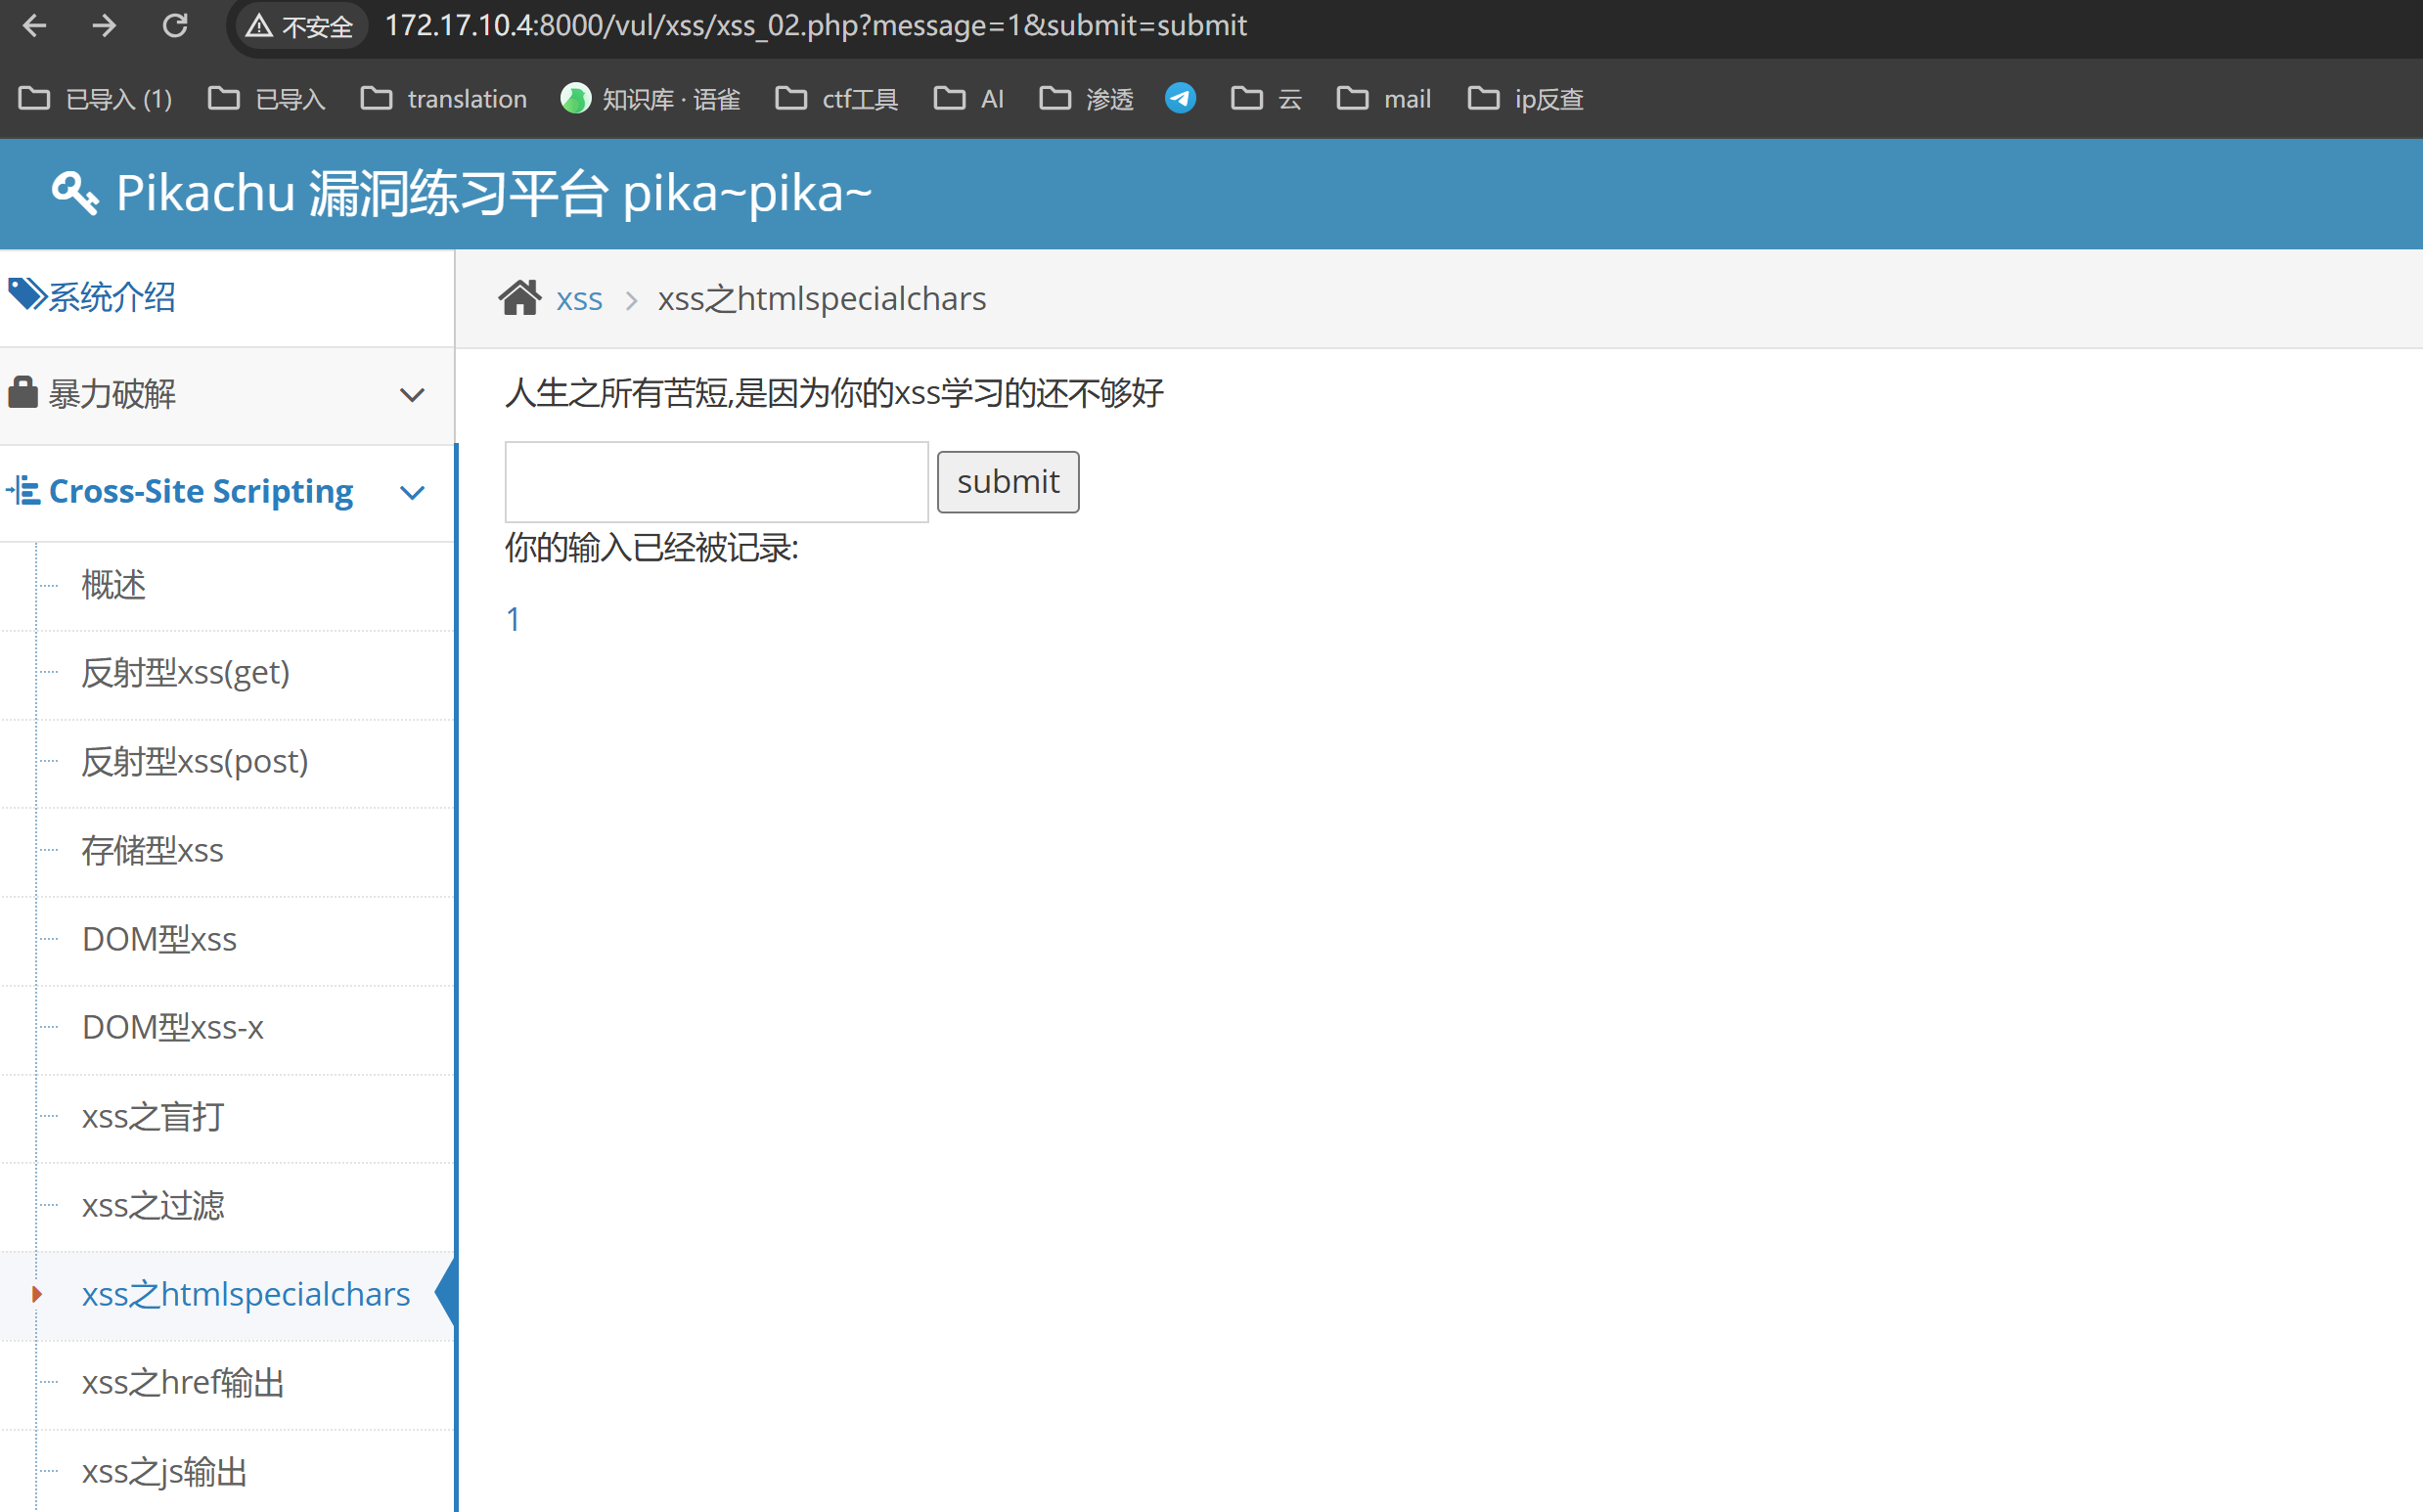 不安全 172.17.10.4:8000/vul/xss/xss_02.php?message=1&submit=submit
已导入 (1) 已导入 translation 知识库 · 语雀 ctf工具 AI 渗透 云 mail ip反查
Pikachu 漏洞练习平台 pika~pika~
系统介绍
暴力破解
Cross-Site Scripting
概述
反射型xss(get)
反射型xss(post)
存储型xss
DOM型xss
DOM型xss-x
xss之盲打
xss之过滤
xss之htmlspecialchars
xss之href输出
xss之js输出
xss > xss之htmlspecialchars
人生之所有苦短,是因为你的xss学习的还不够好
submit
你的输入已经被记录:
1